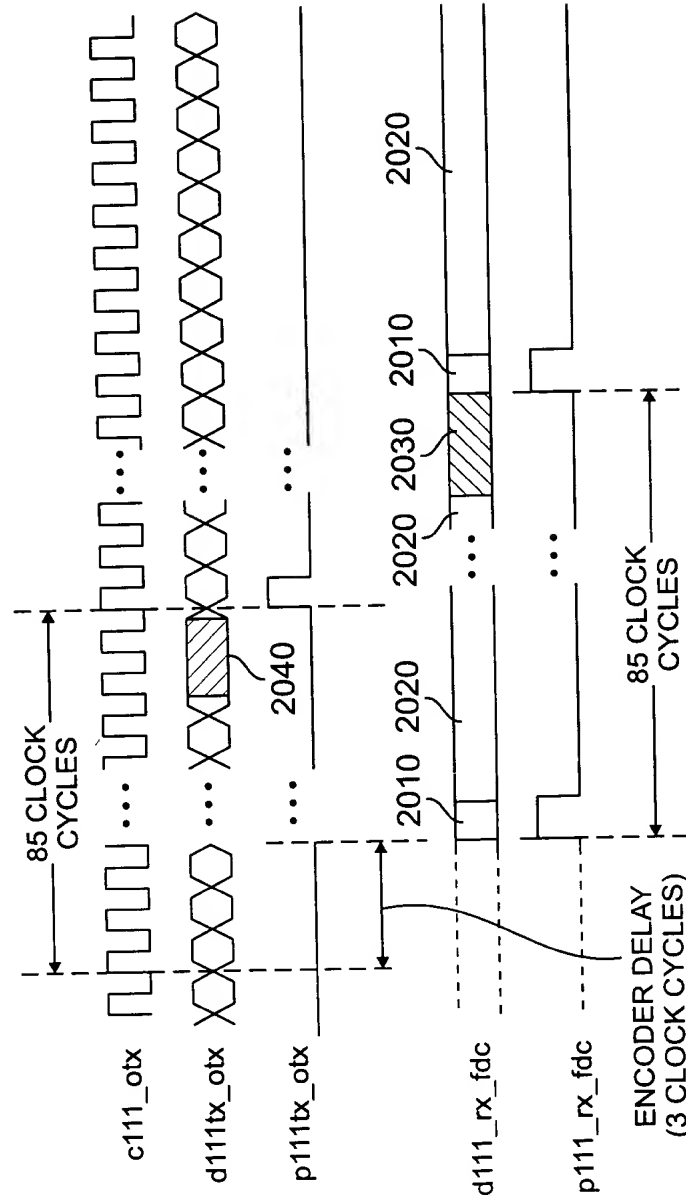 85 CLOCK
CYCLES
c111_otx
d111tx_otx
2040
p111tx_otx
ENCODER DELAY
(3 CLOCK CYCLES)
2010
2020
2020
2030
2010
2020
d111_rx_fdc
p111_rx_fdc
85 CLOCK
CYCLES